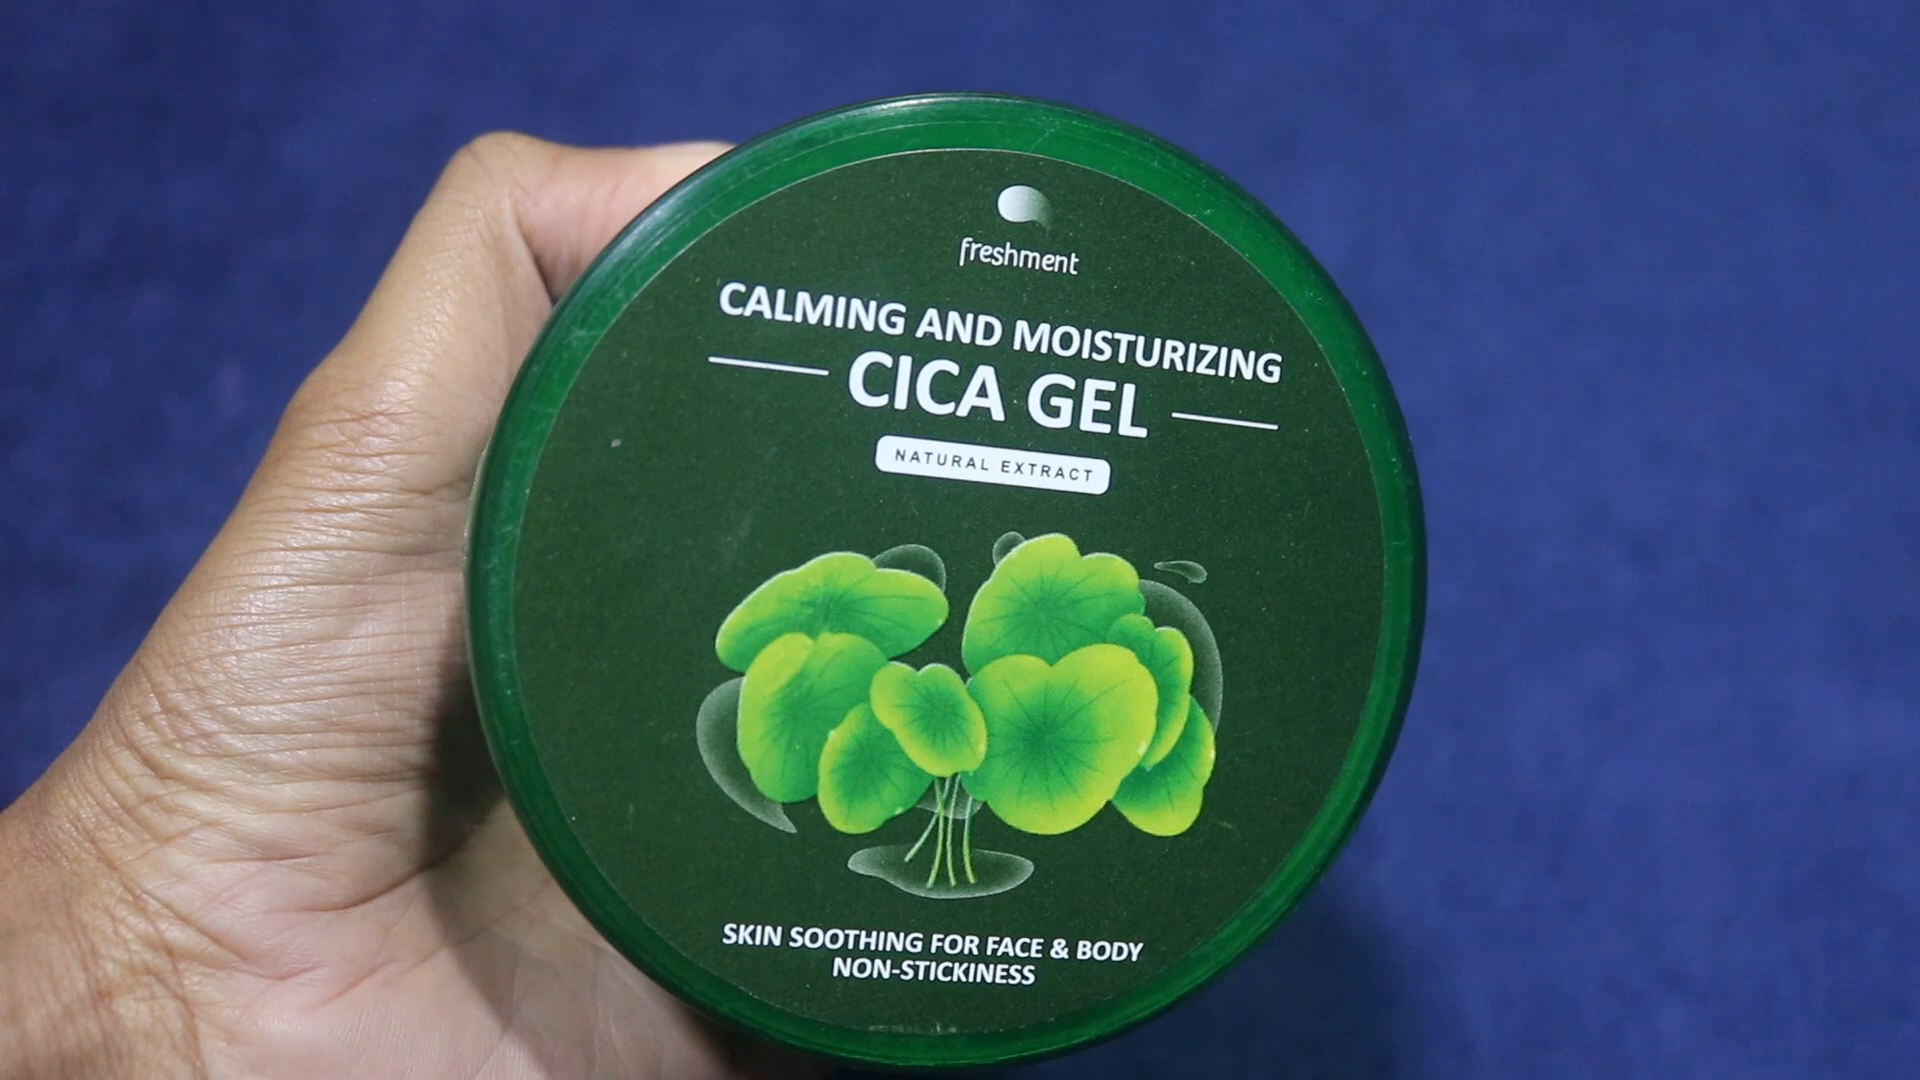 freshment
CALMING AND MOISTURIZING
CICA GEL
NATURAL EXTRACT
SKIN SOOTHING FOR FACE & BODY
NON-STICKINESS